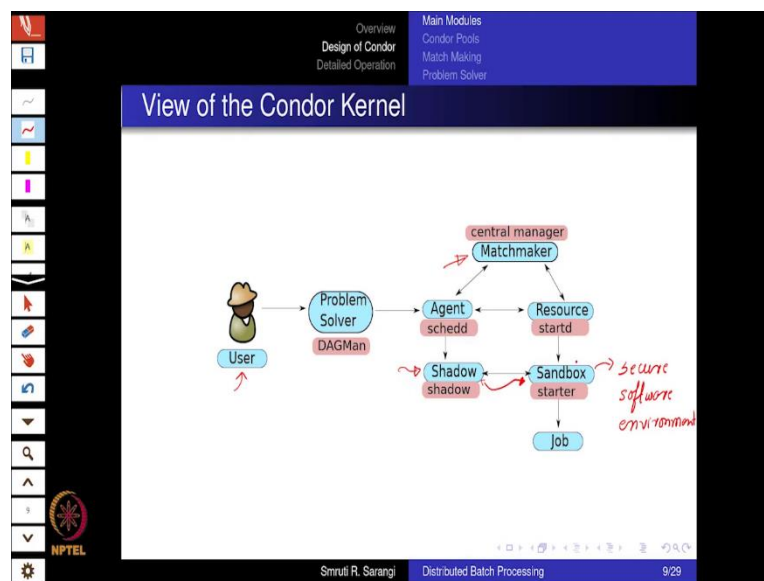 Overview
Design of Condor
Detailed Operation
Main Modules
Condor Pools
Match Making
Problem Solver
View of the Condor Kernel
central manager
Matchmaker
Problem
Solver
DAGMan
Agent
schedd
Resource
startd
User
Shadow
shadow
Sandbox
starter
secure
software
environment
Job
A
A
9
NPTEL
Smruti R. Sarangi
Distributed Batch Processing
9/29